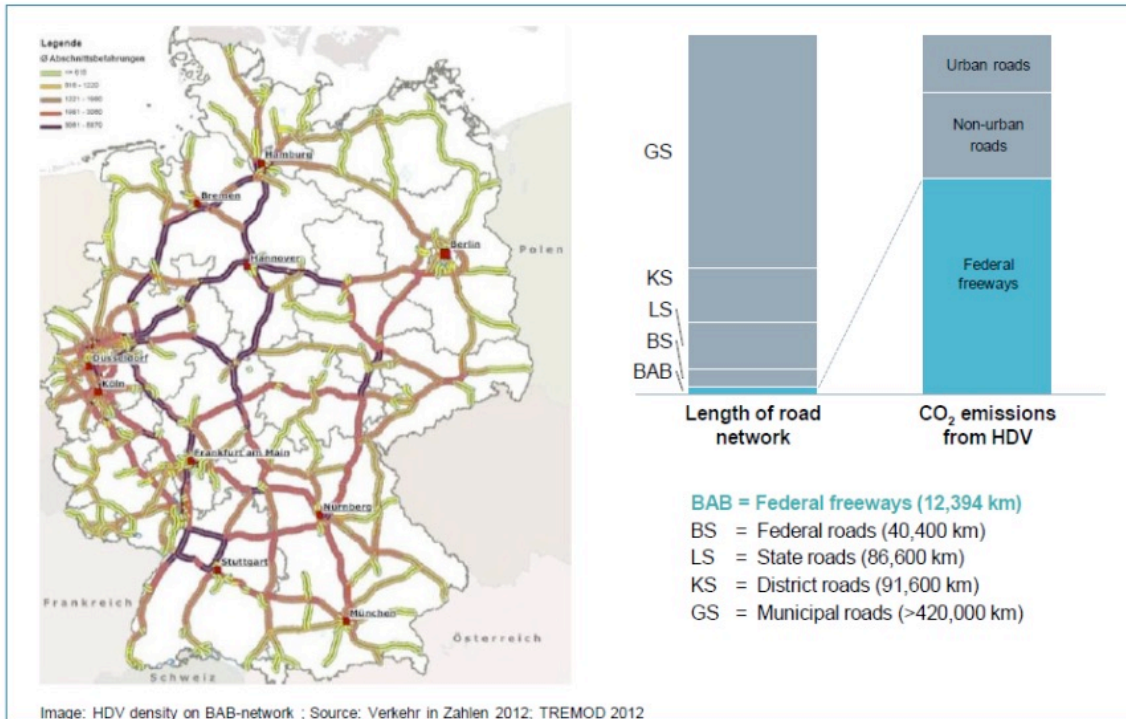 Legende
Ø Abschnittsbefahrungen
Hamburg
Bremen
Berlin
Polen
Hannover
Düsseldorf
Köln
Frankfurt am Main
Nürnberg
Stuttgart
Frankreich
München
Österreich
Schweiz
Urban roads
Non-urban
roads
GS
KS
LS
BS
BAB
Federal
freeways
Length of road
network
CO₂ emissions
from HDV
BAB = Federal freeways (12,394 km)
BS = Federal roads (40,400 km)
LS = State roads (86,600 km)
KS = District roads (91,600 km)
GS = Municipal roads (>420,000 km)
Image: HDV density on BAB-network ; Source: Verkehr in Zahlen 2012; TREMOD 2012